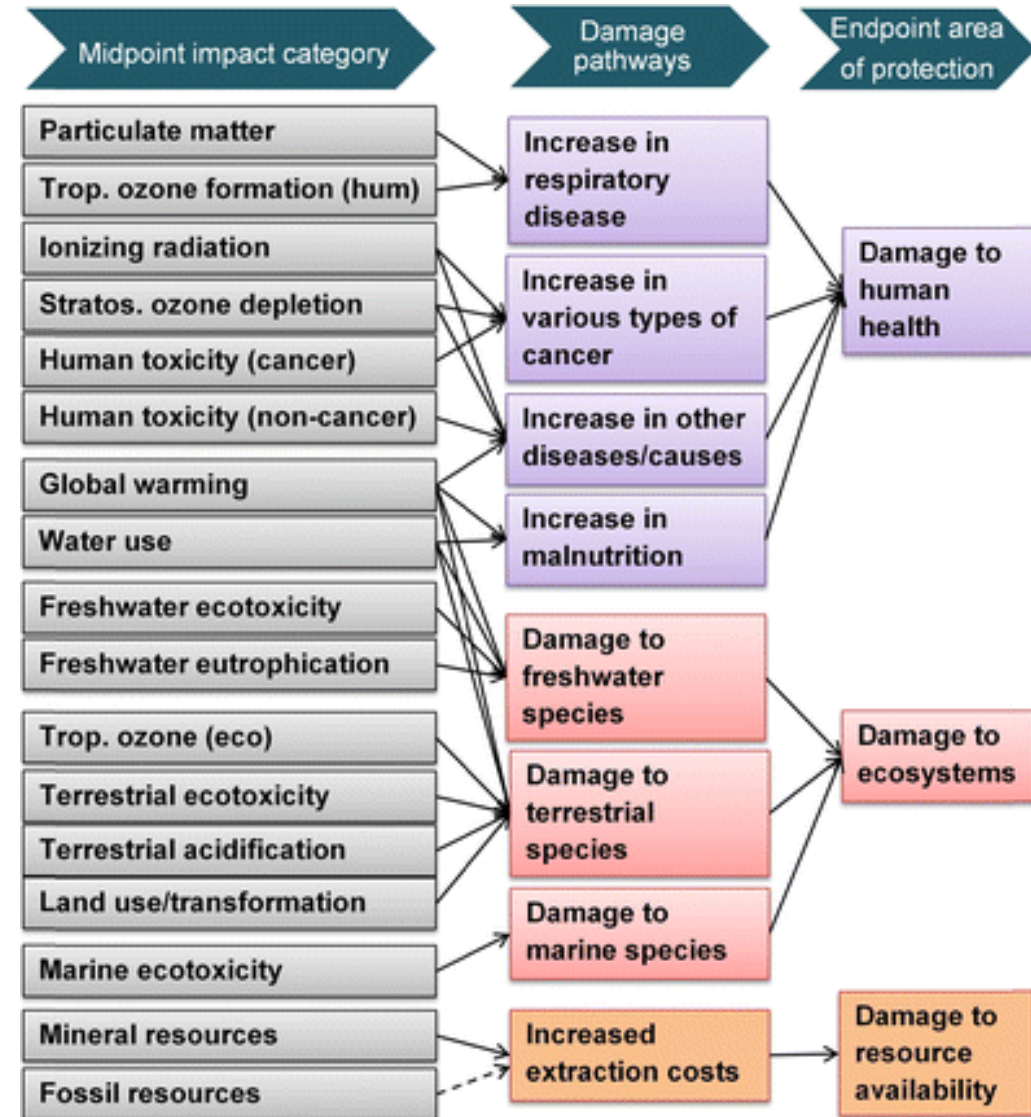 Midpoint impact category
Damage
pathways
Endpoint area
of protection
Particulate matter
Trop. ozone formation (hum)
Ionizing radiation
Stratos. ozone depletion
Human toxicity (cancer)
Human toxicity (non-cancer)
Global warming
Water use
Freshwater ecotoxicity
Freshwater eutrophication
Trop. ozone (eco)
Terrestrial ecotoxicity
Terrestrial acidification
Land use/transformation
Marine ecotoxicity
Mineral resources
Fossil resources
Increase in
respiratory
disease
Increase in
various types of
cancer
Increase in other
diseases/causes
Increase in
malnutrition
Damage to
freshwater
species
Damage to
terrestrial
species
Damage to
marine species
Increased
extraction costs
Damage to
human
health
Damage to
ecosystems
Damage to
resource
availability